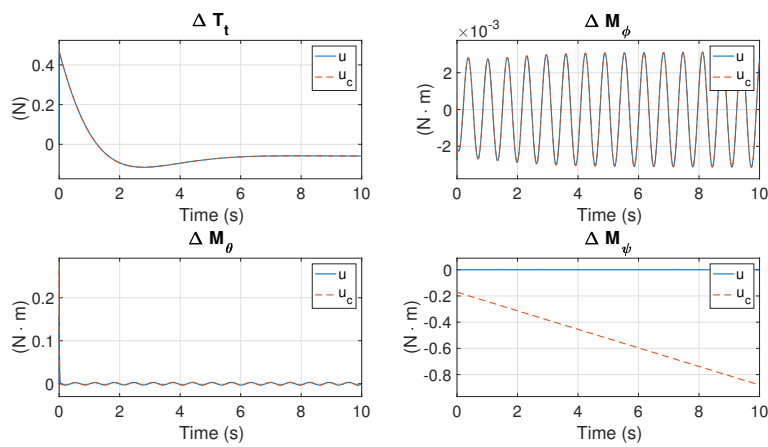 Δ T_t
(N)
0.4
0.2
0
0 2 4 6 8 10
Time (s)
u
u_c
Δ M_ϕ
×10^-3
(N · m)
2
0
-2
0 2 4 6 8 10
Time (s)
u
u_c
Δ M_θ
(N · m)
0.2
0.1
0
0 2 4 6 8 10
Time (s)
u
u_c
Δ M_ψ
(N · m)
0
-0.2
-0.4
-0.6
-0.8
0 2 4 6 8 10
Time (s)
u
u_c